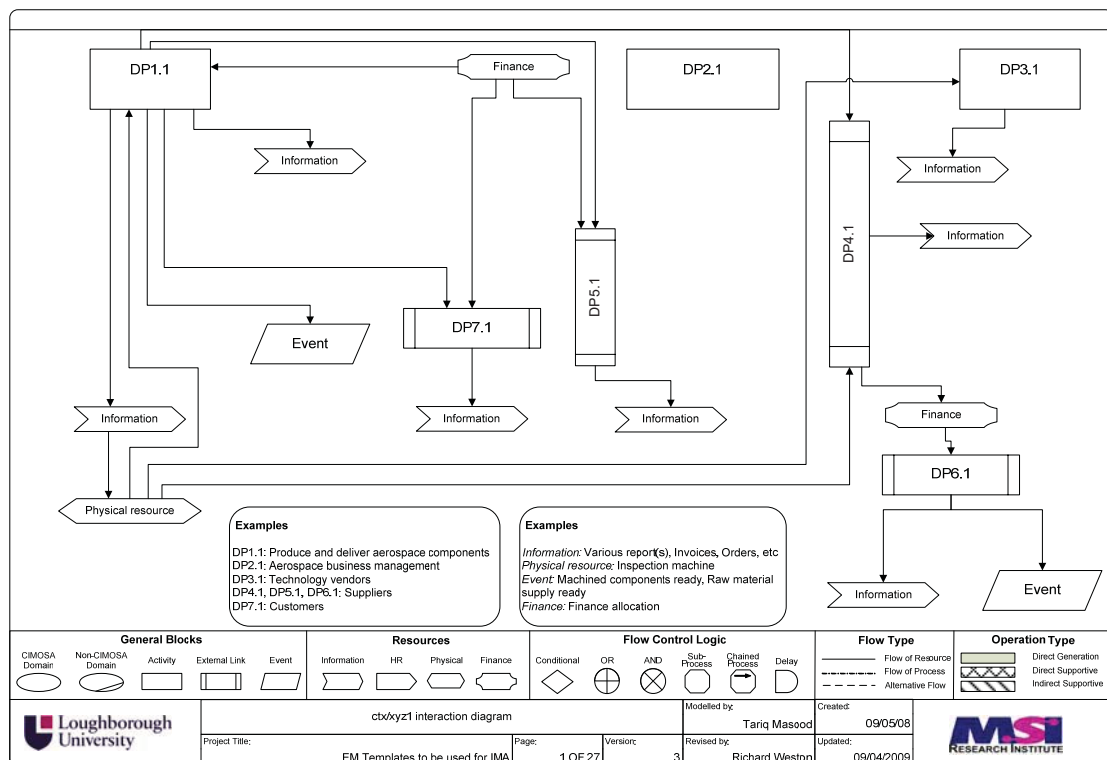 DP1.1
Finance
DP2.1
DP3.1
Information
Information
DP4.1
Information
DP5.1
DP7.1
Event
Information
Information
Information
Finance
DP6.1
Physical resource
Information
Event
Examples
DP1.1: Produce and deliver aerospace components
DP2.1: Aerospace business management
DP3.1: Technology vendors
DP4.1, DP5.1, DP6.1: Suppliers
DP7.1: Customers
Examples
Information: Various report(s), Invoices, Orders, etc
Physical resource: Inspection machine
Event: Machined components ready, Raw material
supply ready
Finance: Finance allocation
General Blocks
CIMOSA
Domain
Non-CIMOSA
Domain
Activity
External Link
Event
Resources
Information
HR
Physical
Finance
Flow Control Logic
Conditional
OR
AND
Sub-
Process
Chained
Process
Delay
Flow Type
Flow of Resource
Flow of Process
Alternative Flow
Operation Type
Direct Generation
Direct Supportive
Indirect Supportive
Loughborough
University
ctx/xyz1 interaction diagram
Modelled by:
Tariq Masood
Created:
09/05/08
Project Title:
EM Templates to be used for IMA
Page:
1 OF 27
Version:
3
Revised by:
Richard Weston
Updated:
09/04/2009
MSI
RESEARCH INSTITUTE